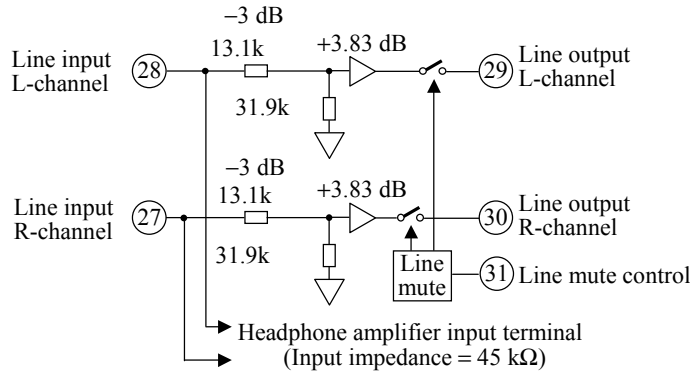 −3 dB
13.1k
+3.83 dB
Line input
L-channel
28
29
Line output
L-channel
31.9k
−3 dB
13.1k
+3.83 dB
Line input
R-channel
27
30
Line output
R-channel
31.9k
Line
mute
31
Line mute control
Headphone amplifier input terminal
(Input impedance = 45 kΩ)